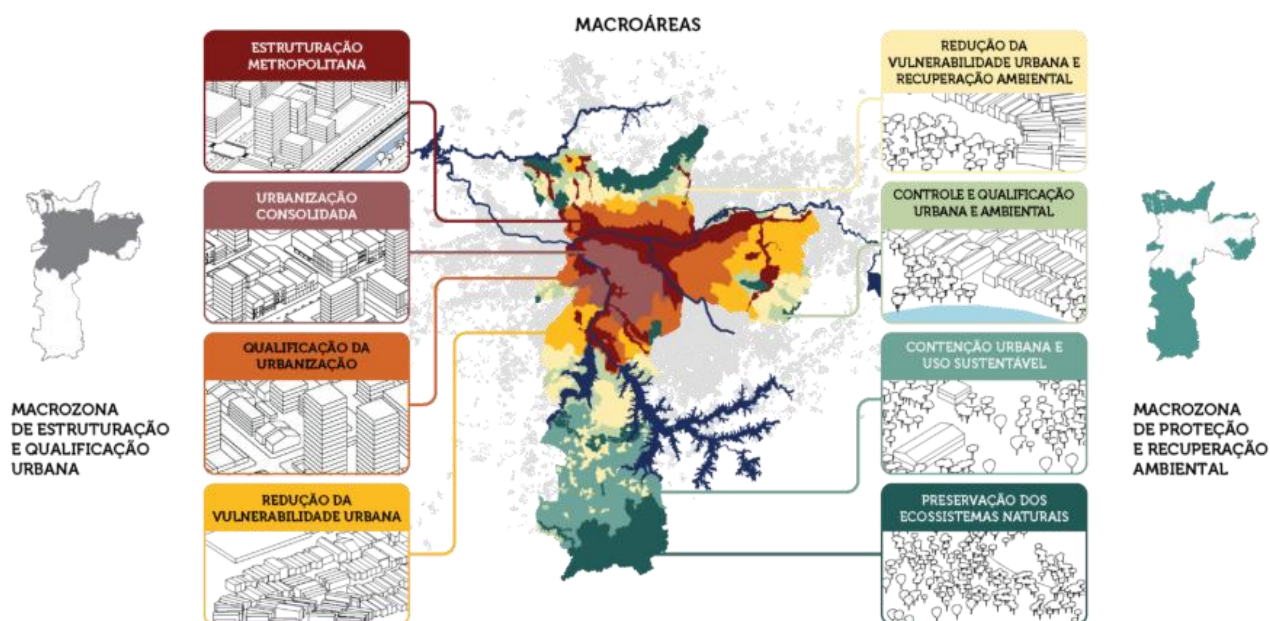 MACROÁREAS
ESTRUTURAÇÃO
METROPOLITANA
URBANIZAÇÃO
CONSOLIDADA
QUALIFICAÇÃO DA
URBANIZAÇÃO
REDUÇÃO DA
VULNERABILIDADE URBANA
MACROZONA
DE ESTRUTURAÇÃO
E QUALIFICAÇÃO
URBANA
REDUÇÃO DA
VULNERABILIDADE URBANA E
RECUPERAÇÃO AMBIENTAL
CONTROLE E QUALIFICAÇÃO
URBANA E AMBIENTAL
CONTENÇÃO URBANA E
USO SUSTENTÁVEL
PRESERVAÇÃO DOS
ECOSSISTEMAS NATURAIS
MACROZONA
DE PROTEÇÃO
E RECUPERAÇÃO
AMBIENTAL